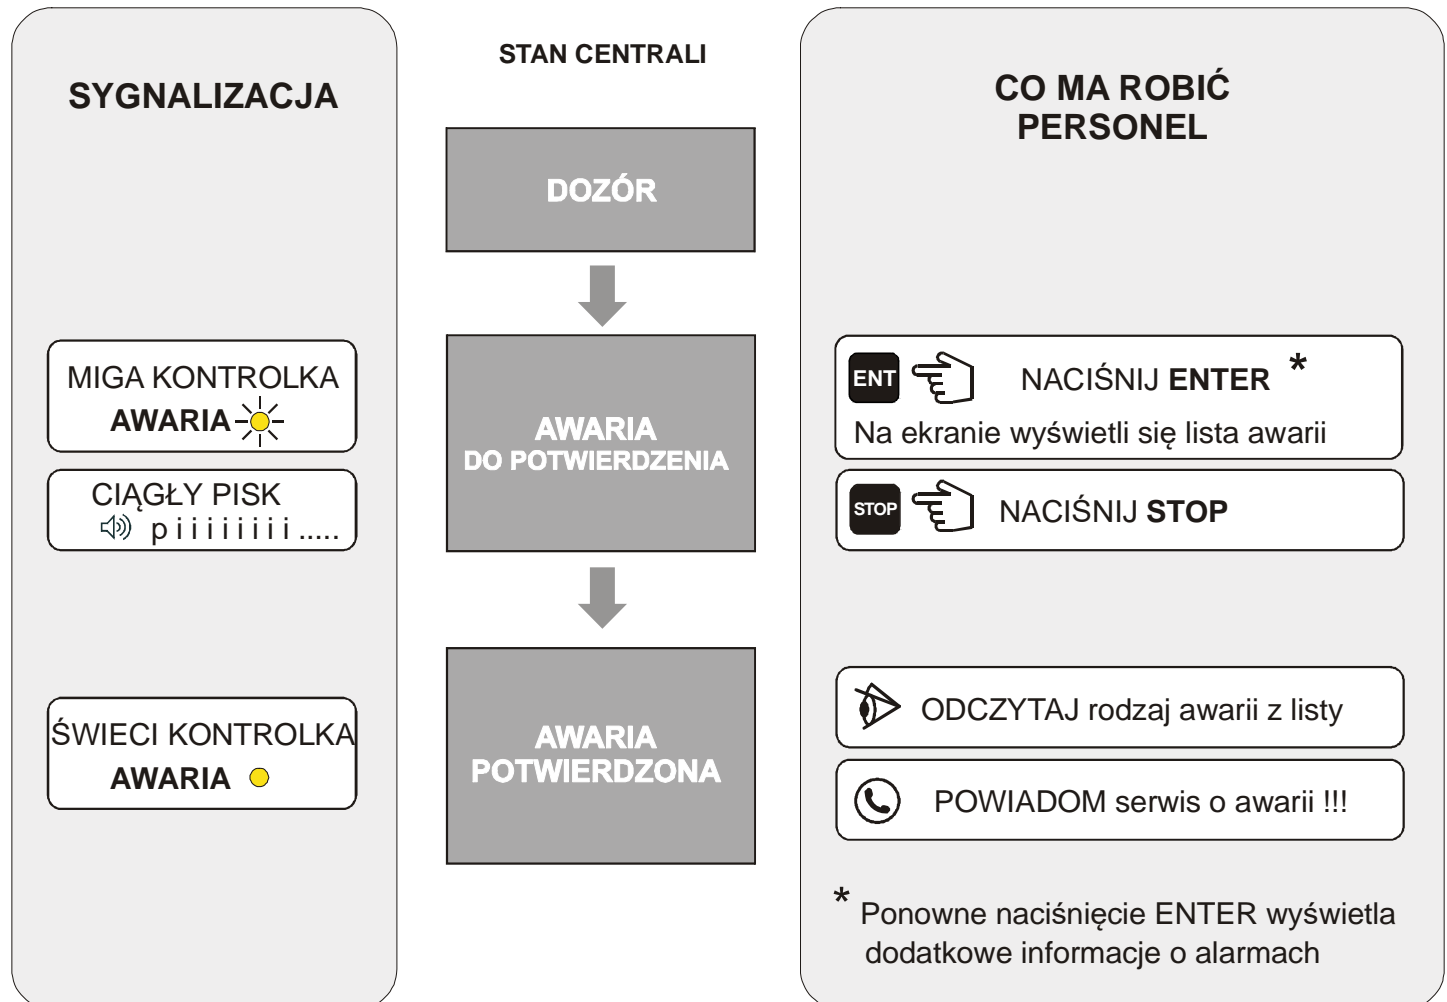 SYGNALIZACJA
MIGA KONTROLKA
AWARIA
CIĄGŁY PISK
p i i i i i i i i .....
ŚWIECI KONTROLKA
AWARIA
STAN CENTRALI
DOZÓR
AWARIA
DO POTWIERDZENIA
AWARIA
POTWIERDZONA
CO MA ROBIĆ
PERSONEL
ENT NACIŚNIJ ENTER *
Na ekranie wyświetli się lista awarii
STOP NACIŚNIJ STOP
ODCZYTAJ rodzaj awarii z listy
POWIADOM serwis o awarii !!!
* Ponowne naciśnięcie ENTER wyświetla
dodatkowe informacje o alarmach